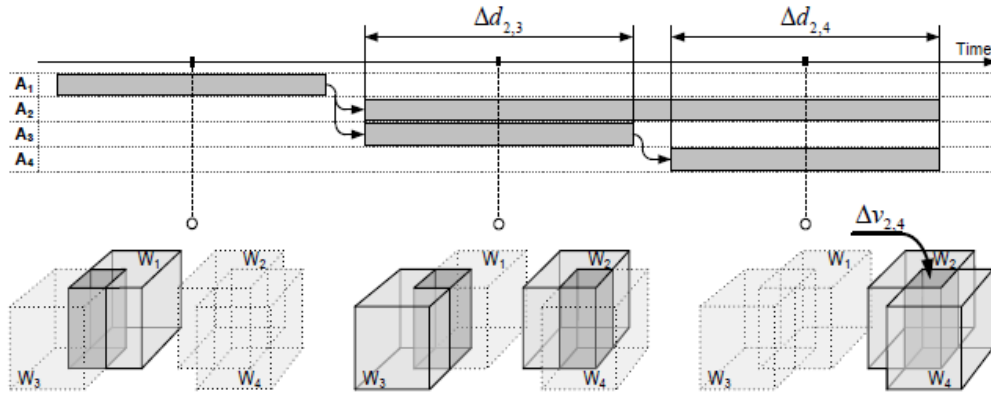 Δd₂,₃ Δd₂,₄
Time
A₁
A₂
A₃
A₄
Δv₂,₄
W₁ W₂ W₁ W₂ W₁ W₂
W₃ W₄ W₃ W₄ W₃ W₄